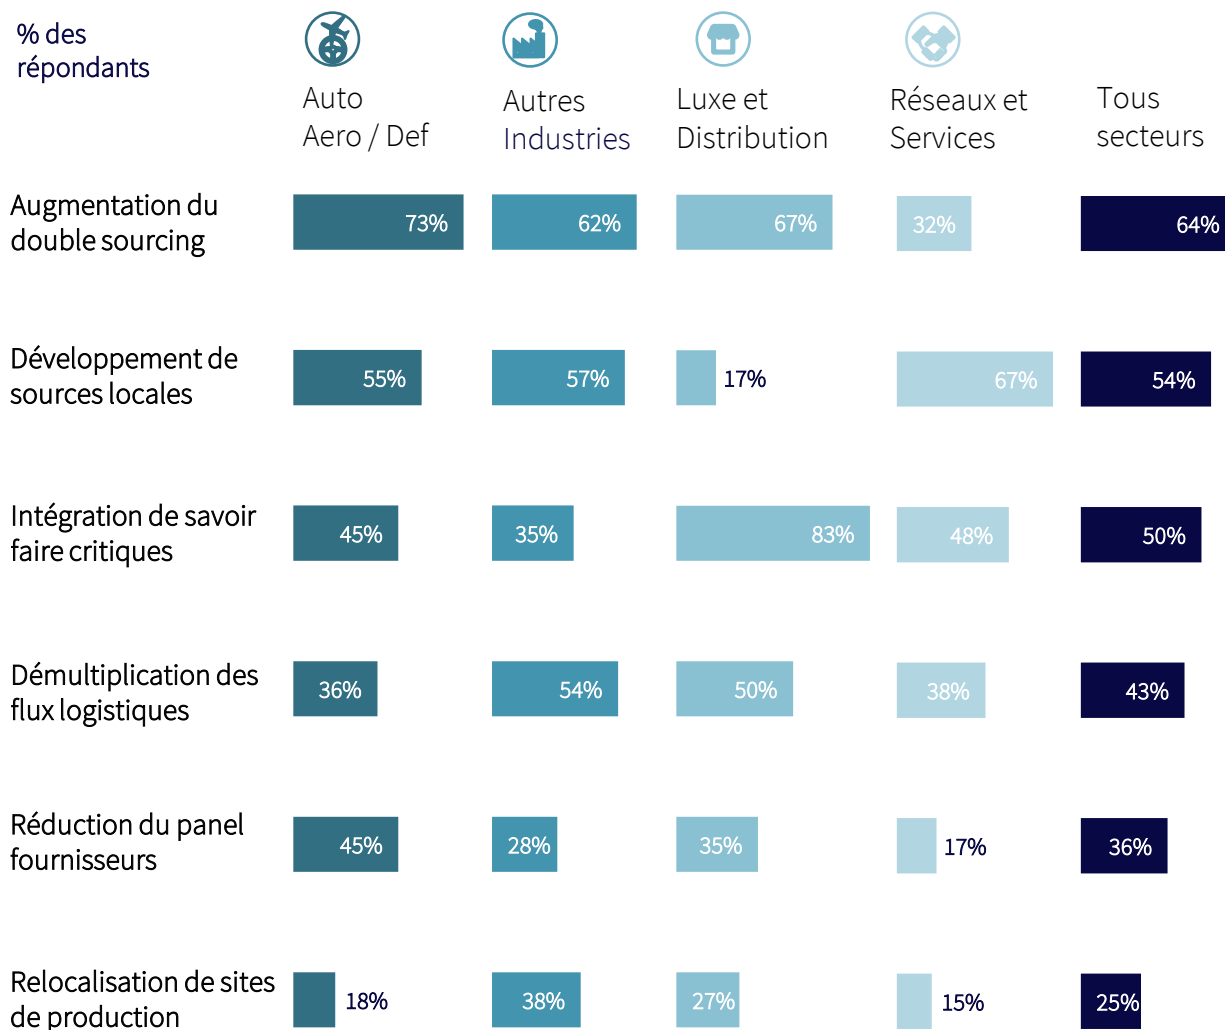 % des
répondants
Auto
Aero / Def
Autres
Industries
Luxe et
Distribution
Réseaux et
Services
Tous
secteurs
Augmentation du
double sourcing
73%
62%
67%
32%
64%
Développement de
sources locales
55%
57%
17%
67%
54%
Intégration de savoir
faire critiques
45%
35%
83%
48%
50%
Démultiplication des
flux logistiques
36%
54%
50%
38%
43%
Réduction du panel
fournisseurs
45%
28%
35%
17%
36%
Relocalisation de sites
de production
18%
38%
27%
15%
25%